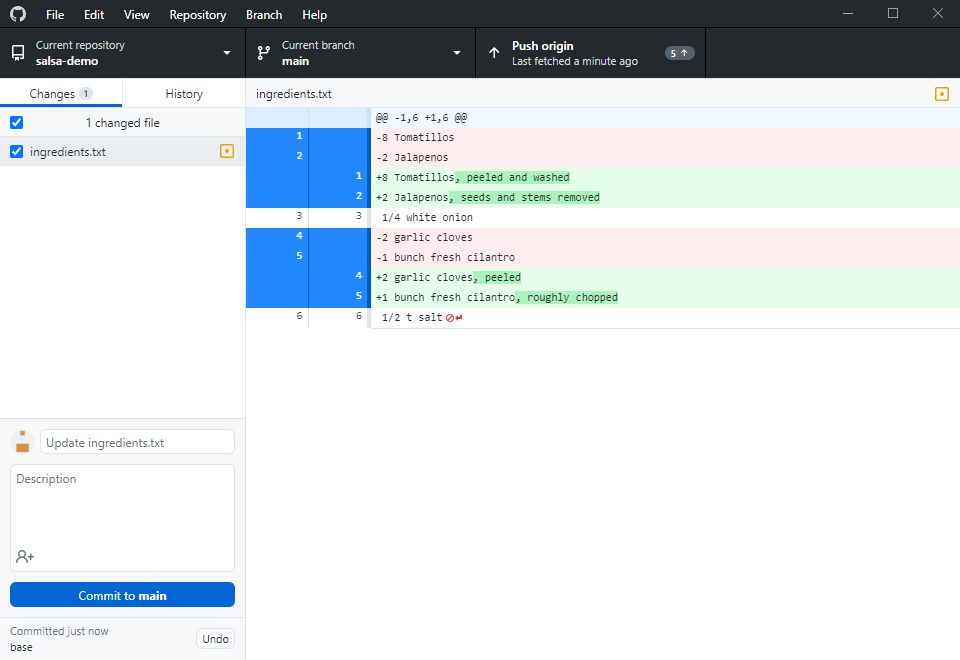 File Edit View Repository Branch Help
Current repository
salsa-demo
Current branch
main
Push origin
Last fetched a minute ago
5
Changes 1 History
ingredients.txt
1 changed file
ingredients.txt
@@ -1,6 +1,6 @@
1 -8 Tomatillos
2 -2 Jalapenos
1 +8 Tomatillos, peeled and washed
2 +2 Jalapenos, seeds and stems removed
3 3 1/4 white onion
4 -2 garlic cloves
5 -1 bunch fresh cilantro
4 +2 garlic cloves, peeled
5 +1 bunch fresh cilantro, roughly chopped
6 6 1/2 t salt
Update ingredients.txt
Description
Commit to main
Committed just now
base
Undo